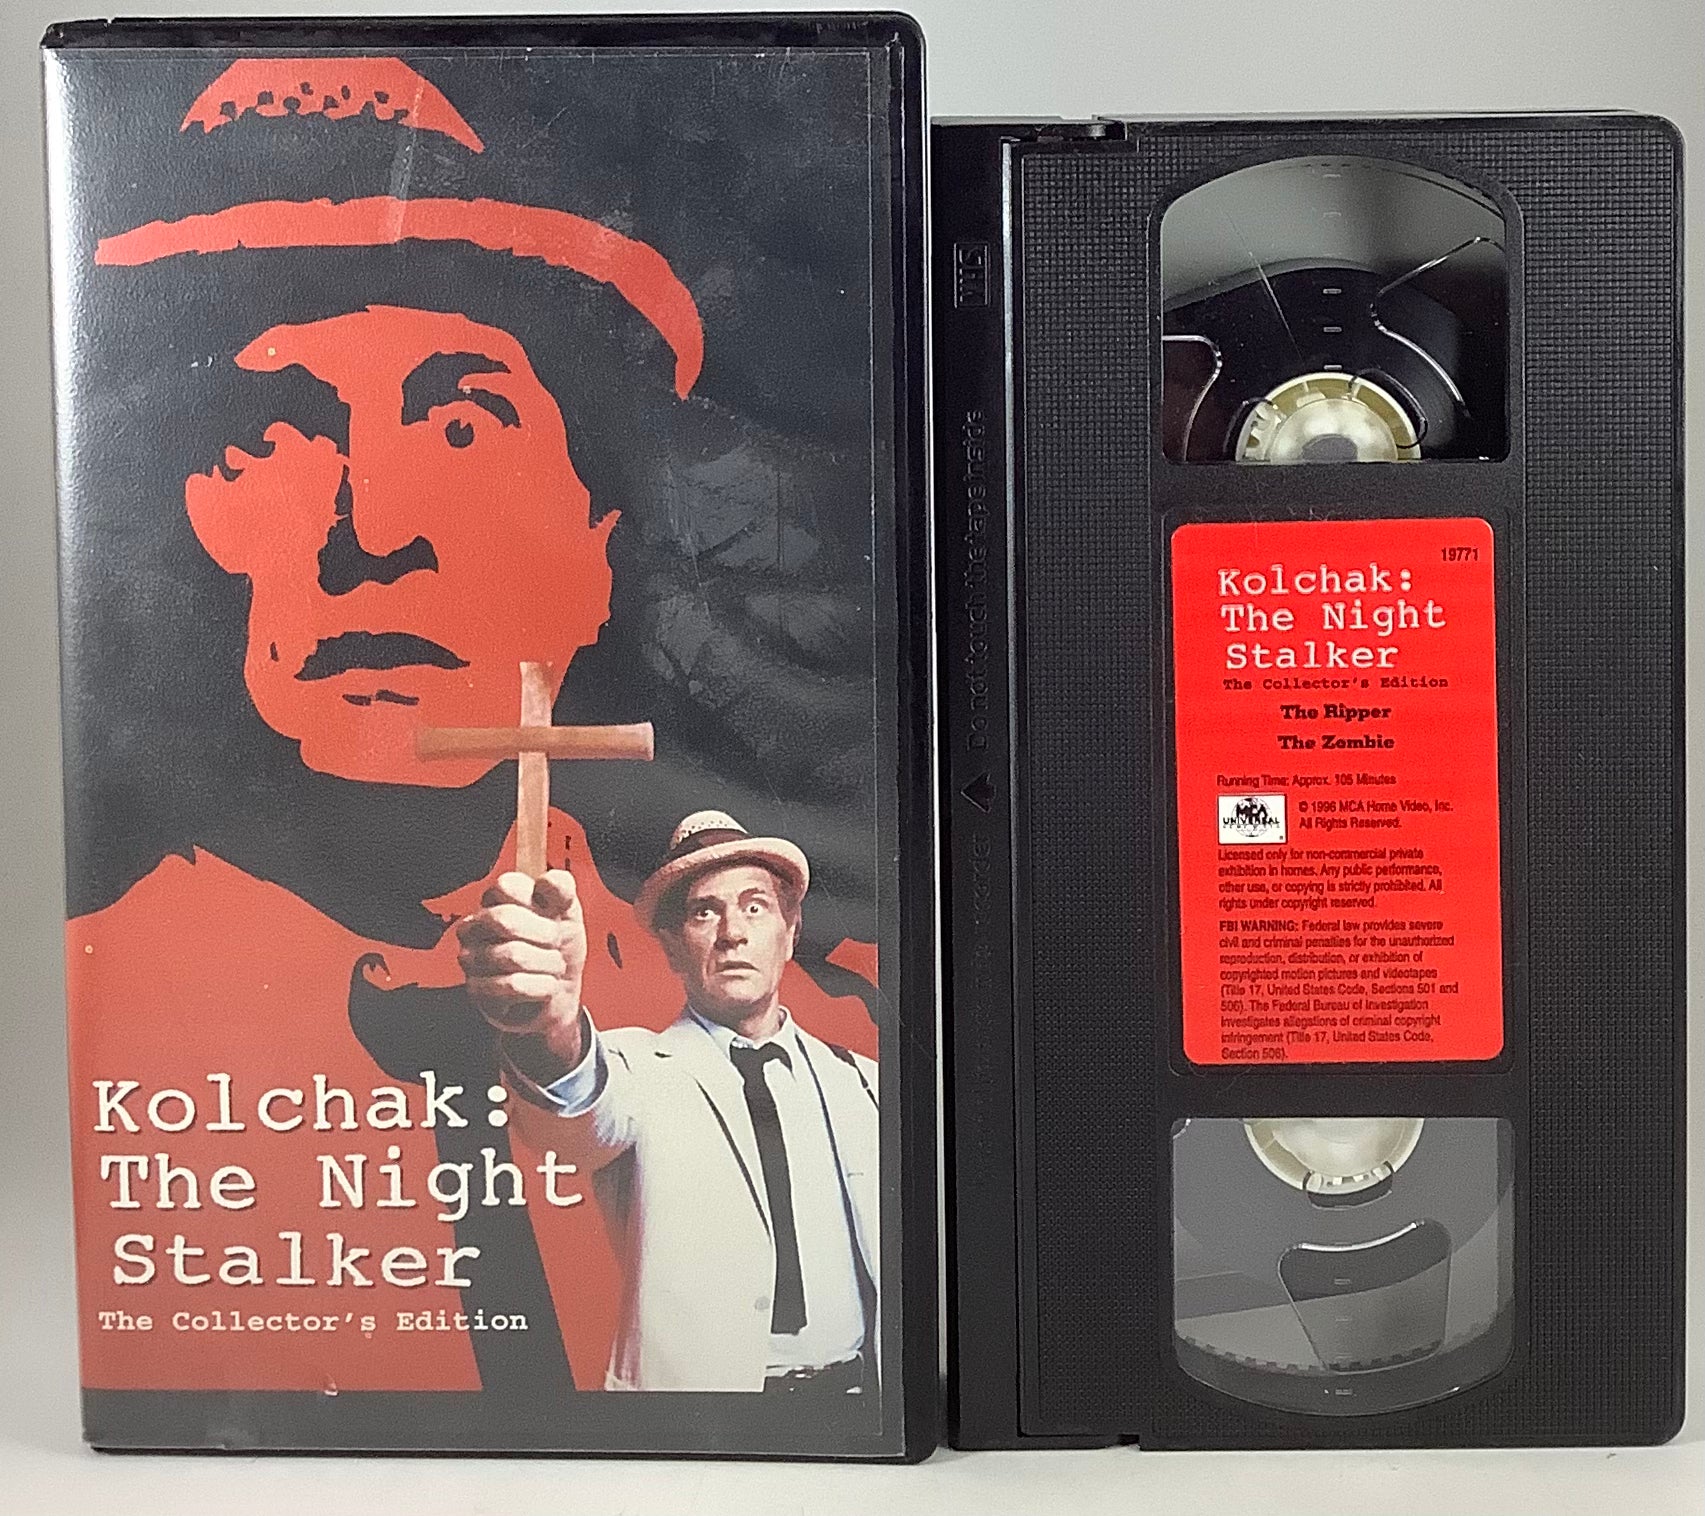 Kolchak:
The Night
Stalker
The Collector's Edition
VHS
Do not touch the tape inside
19771
Kolchak:
The Night
Stalker
The Collector's Edition
The Ripper
The Zombie
Running Time: Approx. 105 Minutes
MCA
UNIVERSAL
© 1996 MCA Home Video, Inc.
All Rights Reserved.
Licensed only for non-commercial private
exhibition in homes. Any public performance,
other use, or copying is strictly prohibited. All
rights under copyright reserved.
FBI WARNING: Federal law provides severe
civil and criminal penalties for the unauthorized
reproduction, distribution, or exhibition of
copyrighted motion pictures and videotapes
(Title 17, United States Code, Sections 501 and
506). The Federal Bureau of Investigation
investigates allegations of criminal copyright
infringement (Title 17, United States Code,
Section 506).